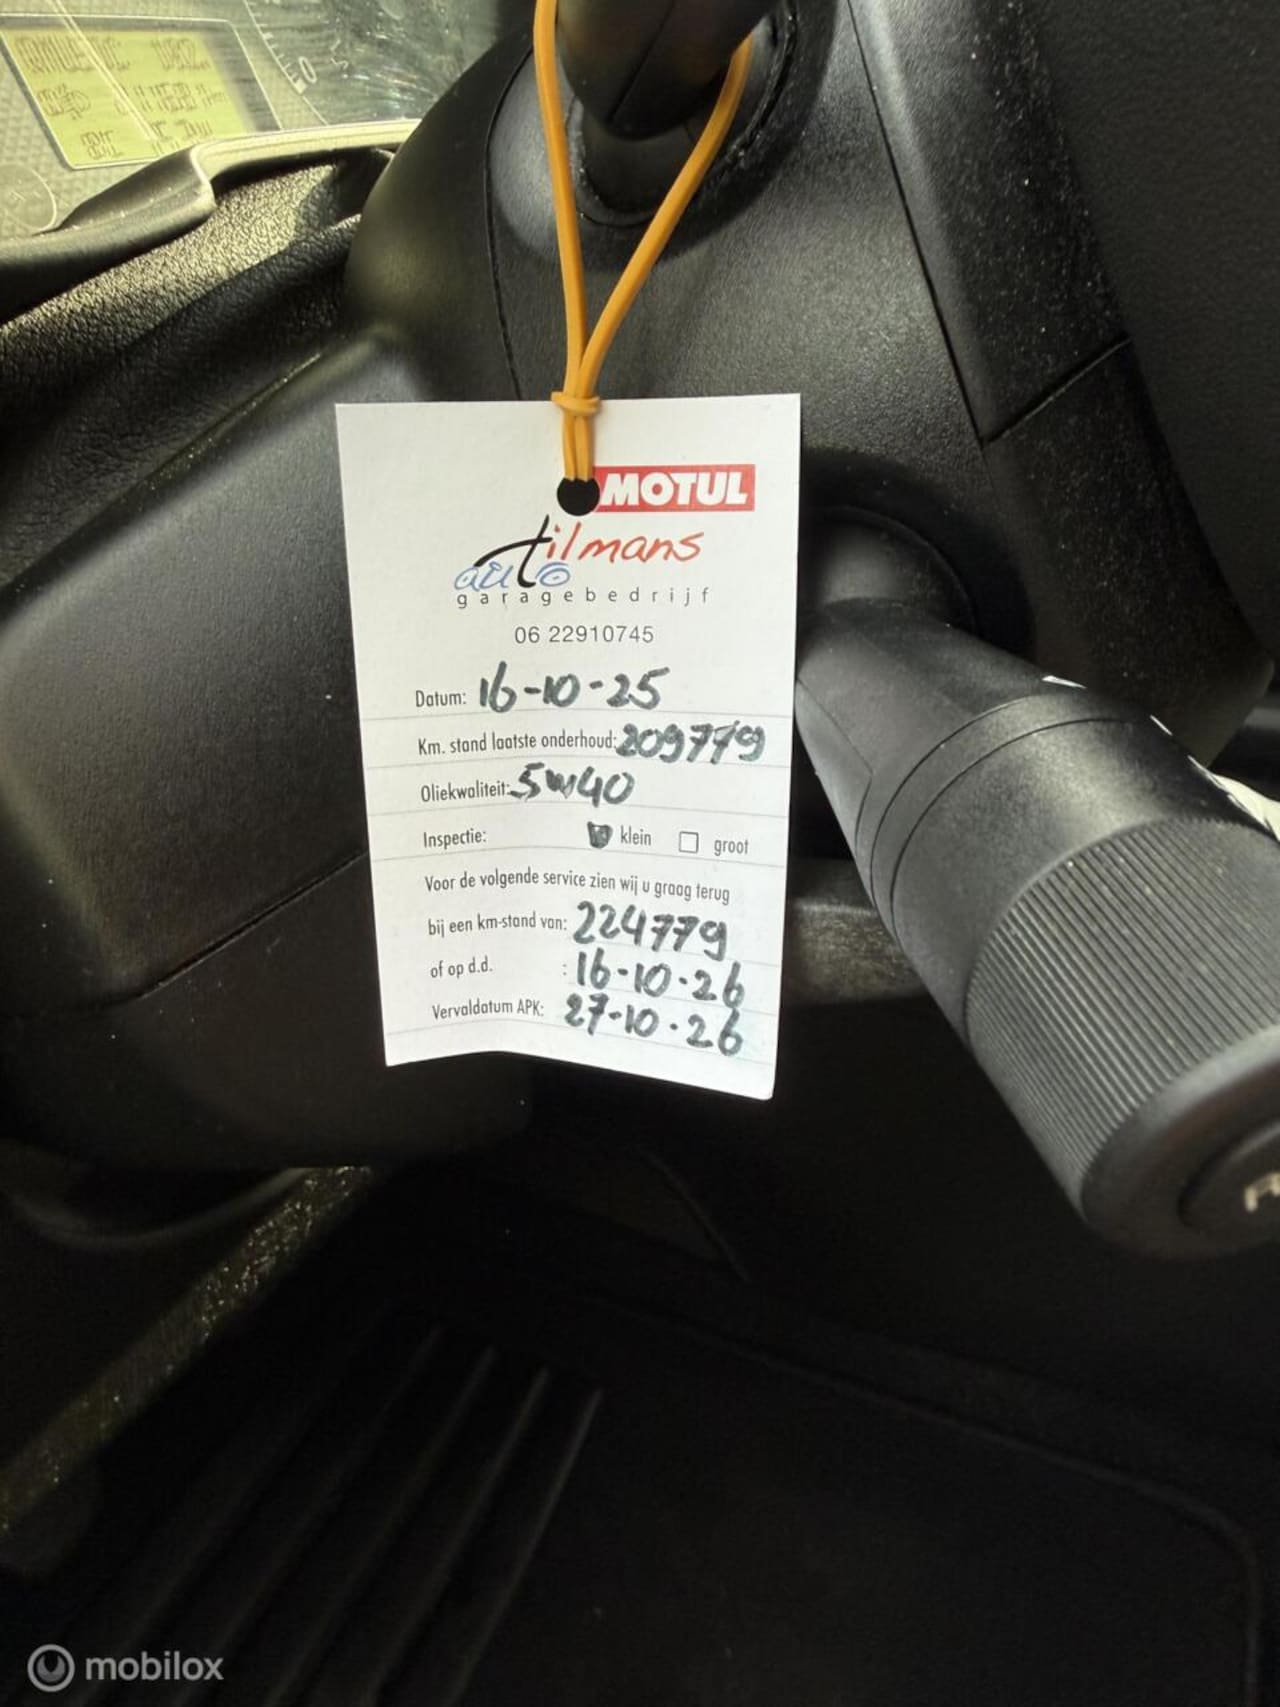 MOTUL
tilmans
auto
garagebedrijf
06 22910745
Datum: 16-10-25
Km. stand laatste onderhoud: 209779
Oliekwaliteit: 5w40
Inspectie: klein groot
Voor de volgende service zien wij u graag terug
bij een km-stand van: 224779
of op d.d. : 16-10-26
Vervaldatum APK: 27-10-26
mobilox